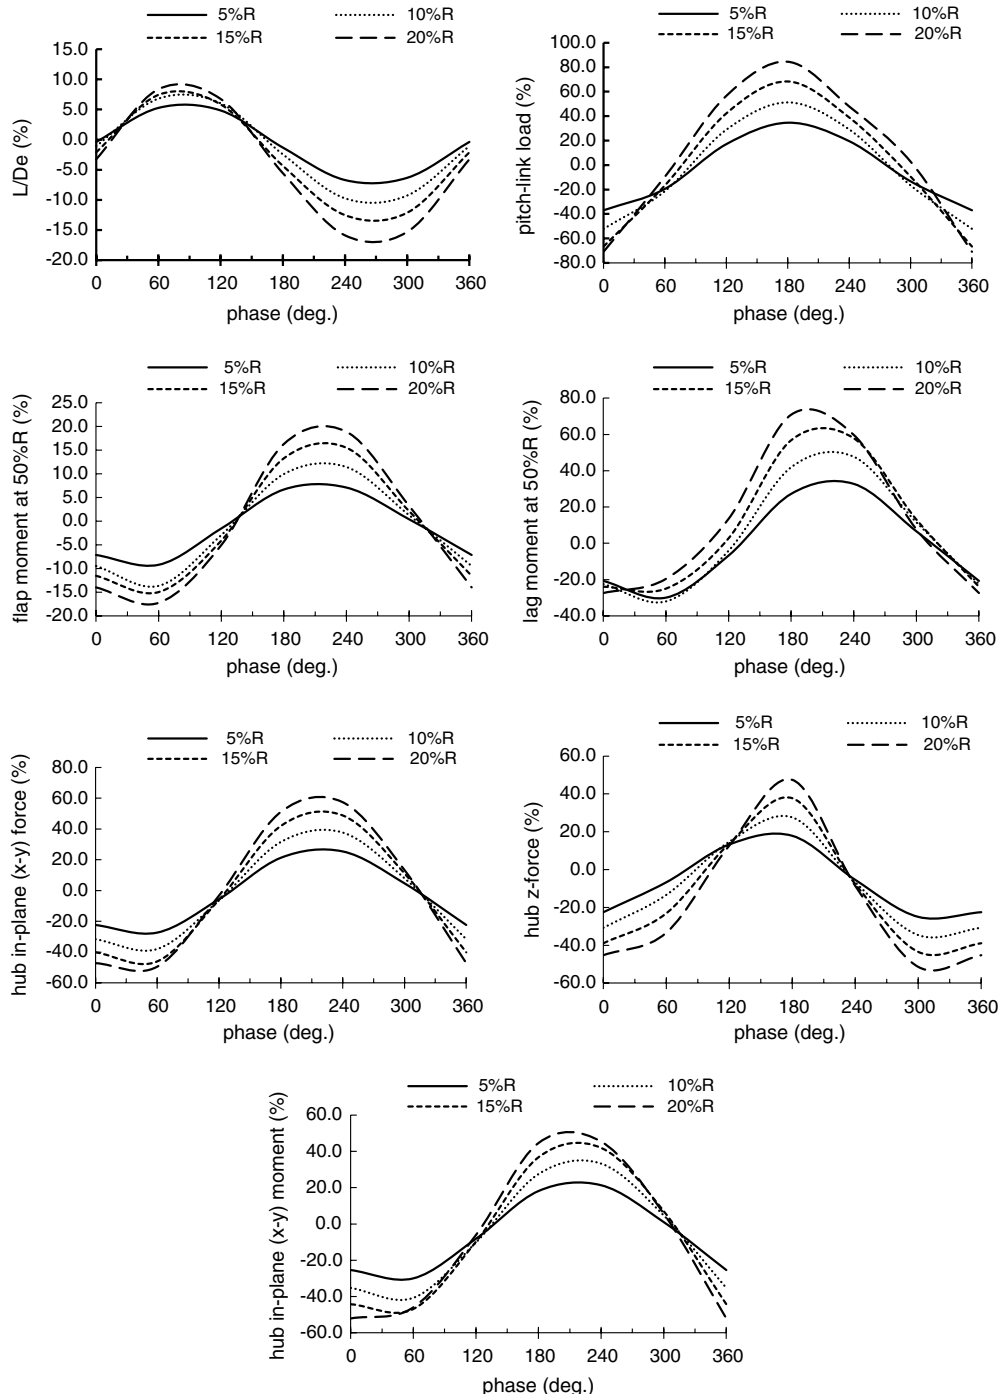 5%R 10%R
15%R 20%R
15.0
10.0
5.0
0.0
-5.0
-10.0
-15.0
-20.0
L/De (%)
0 60 120 180 240 300 360
phase (deg.)
5%R 10%R
15%R 20%R
100.0
80.0
60.0
40.0
20.0
0.0
-20.0
-40.0
-60.0
-80.0
pitch-link load (%)
0 60 120 180 240 300 360
phase (deg.)
5%R 10%R
15%R 20%R
25.0
20.0
15.0
10.0
5.0
0.0
-5.0
-10.0
-15.0
-20.0
flap moment at 50%R (%)
0 60 120 180 240 300 360
phase (deg.)
5%R 10%R
15%R 20%R
80.0
60.0
40.0
20.0
0.0
-20.0
-40.0
lag moment at 50%R (%)
0 60 120 180 240 300 360
phase (deg.)
5%R 10%R
15%R 20%R
80.0
60.0
40.0
20.0
0.0
-20.0
-40.0
-60.0
hub in-plane (x-y) force (%)
0 60 120 180 240 300 360
phase (deg.)
5%R 10%R
15%R 20%R
60.0
40.0
20.0
0.0
-20.0
-40.0
-60.0
hub z-force (%)
0 60 120 180 240 300 360
phase (deg.)
5%R 10%R
15%R 20%R
60.0
40.0
20.0
0.0
-20.0
-40.0
-60.0
hub in-plane (x-y) moment (%)
0 60 120 180 240 300 360
phase (deg.)